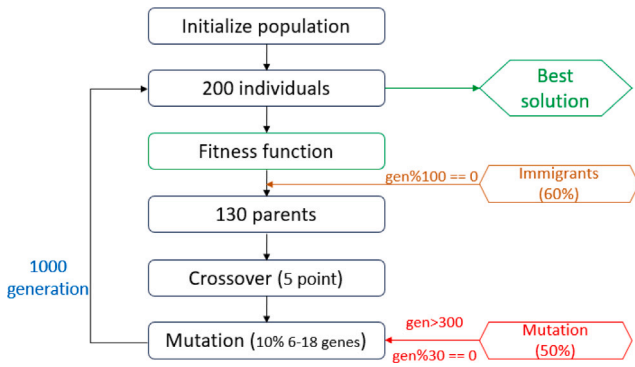 Initialize population
200 individuals
Best
solution
Fitness function
gen%100 == 0
Immigrants
(60%)
130 parents
1000
generation
Crossover (5 point)
gen>300
Mutation (10% 6-18 genes)
Mutation
(50%)
gen%30 == 0